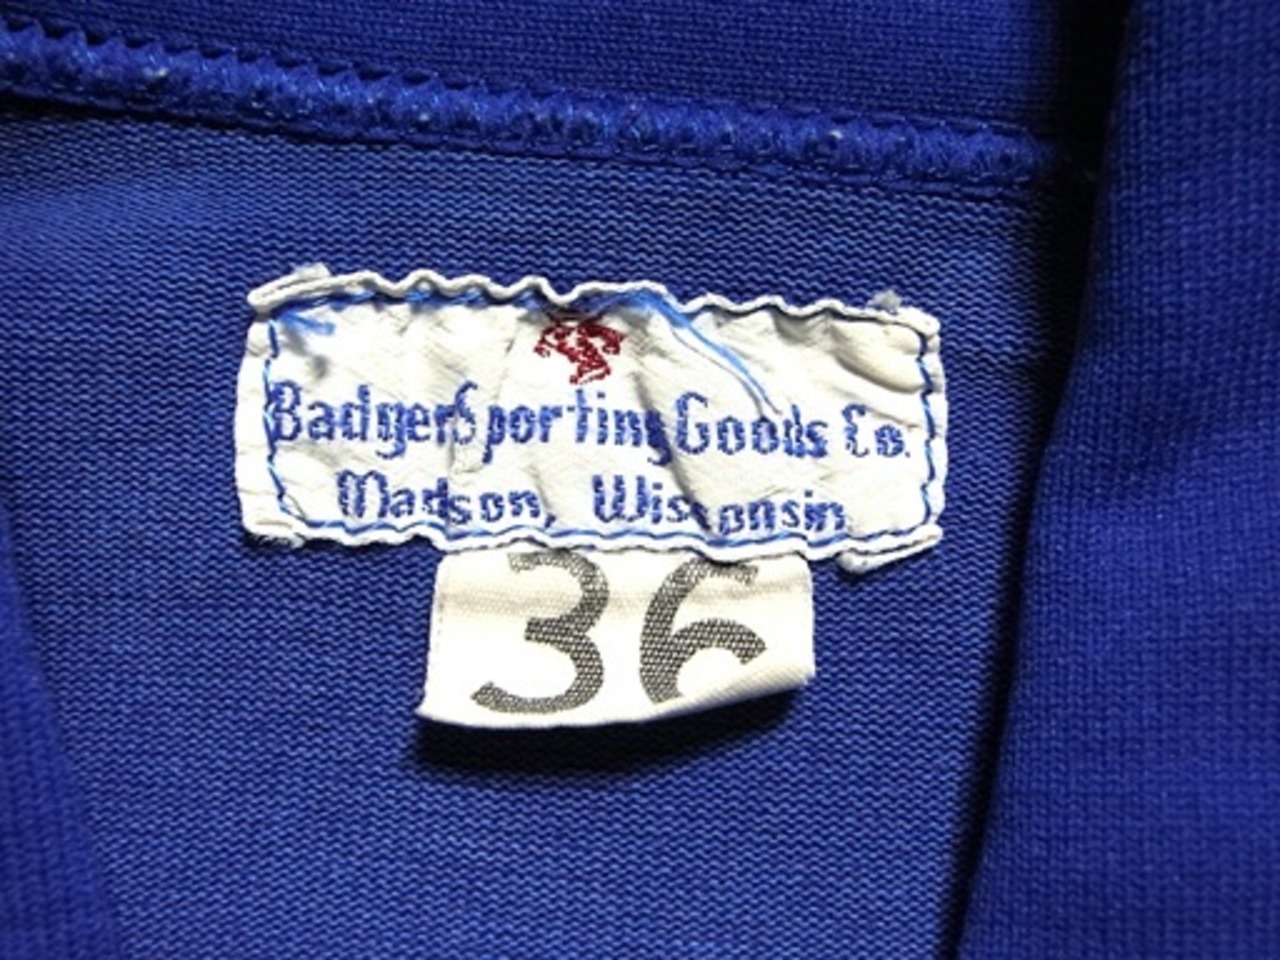 Badger Sporting Goods Co.
Madison, Wisconsin
36